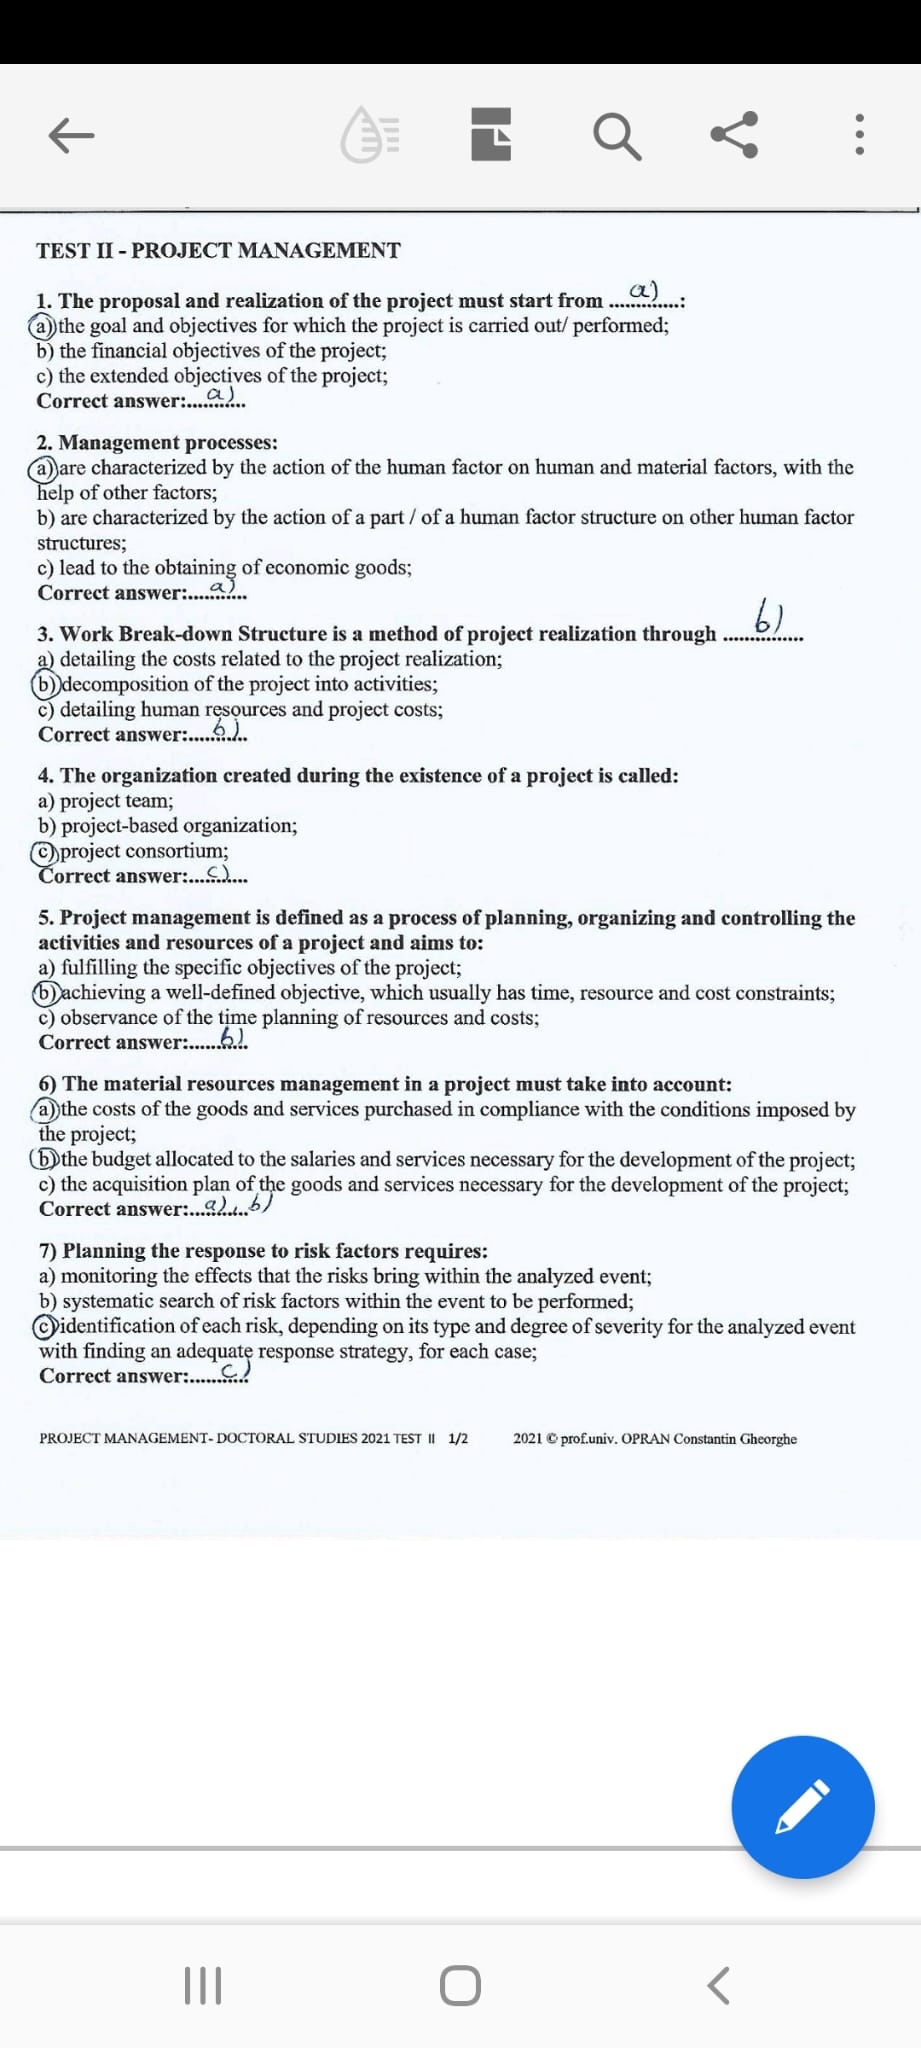 TEST II - PROJECT MANAGEMENT
1. The proposal and realization of the project must start from ....a)....:
a) the goal and objectives for which the project is carried out/ performed;
b) the financial objectives of the project;
c) the extended objectives of the project;
Correct answer:....a)....
2. Management processes:
a) are characterized by the action of the human factor on human and material factors, with the
help of other factors;
b) are characterized by the action of a part / of a human factor structure on other human factor
structures;
c) lead to the obtaining of economic goods;
Correct answer:....a)....
3. Work Break-down Structure is a method of project realization through ....b)....
a) detailing the costs related to the project realization;
b) decomposition of the project into activities;
c) detailing human resources and project costs;
Correct answer:....b)....
4. The organization created during the existence of a project is called:
a) project team;
b) project-based organization;
c) project consortium;
Correct answer:....c)....
5. Project management is defined as a process of planning, organizing and controlling the
activities and resources of a project and aims to:
a) fulfilling the specific objectives of the project;
b) achieving a well-defined objective, which usually has time, resource and cost constraints;
c) observance of the time planning of resources and costs;
Correct answer:......b)..
6) The material resources management in a project must take into account:
a) the costs of the goods and services purchased in compliance with the conditions imposed by
the project;
b) the budget allocated to the salaries and services necessary for the development of the project;
c) the acquisition plan of the goods and services necessary for the development of the project;
Correct answer:....a),..b)
7) Planning the response to risk factors requires:
a) monitoring the effects that the risks bring within the analyzed event;
b) systematic search of risk factors within the event to be performed;
c) identification of each risk, depending on its type and degree of severity for the analyzed event
with finding an adequate response strategy, for each case;
Correct answer:......c)
PROJECT MANAGEMENT- DOCTORAL STUDIES 2021 TEST II 1/2 2021 © prof.univ. OPRAN Constantin Gheorghe